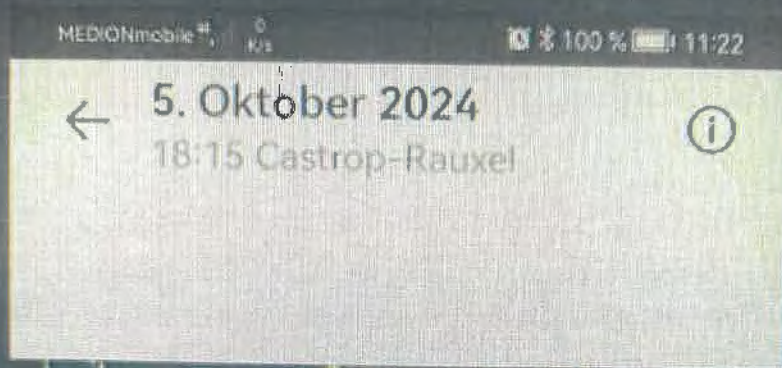 MEDIONmobile 0 K/s 100 % 11:22
5. Oktober 2024
18:15 Castrop-Rauxel